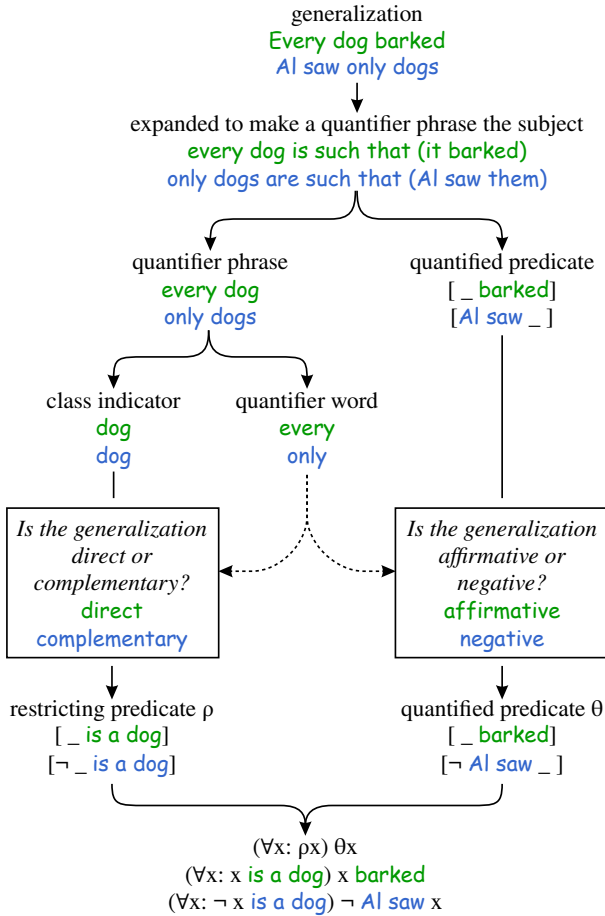 generalization
Every dog barked
Al saw only dogs
expanded to make a quantifier phrase the subject
every dog is such that (it barked)
only dogs are such that (Al saw them)
quantifier phrase
every dog
only dogs
quantified predicate
[ _ barked]
[Al saw _ ]
class indicator
dog
dog
quantifier word
every
only
Is the generalization
direct or
complementary?
direct
complementary
Is the generalization
affirmative or
negative?
affirmative
negative
restricting predicate ρ
[ _ is a dog]
[¬ _ is a dog]
quantified predicate θ
[ _ barked]
[¬ Al saw _ ]
(∀x: ρx) θx
(∀x: x is a dog) x barked
(∀x: ¬ x is a dog) ¬ Al saw x